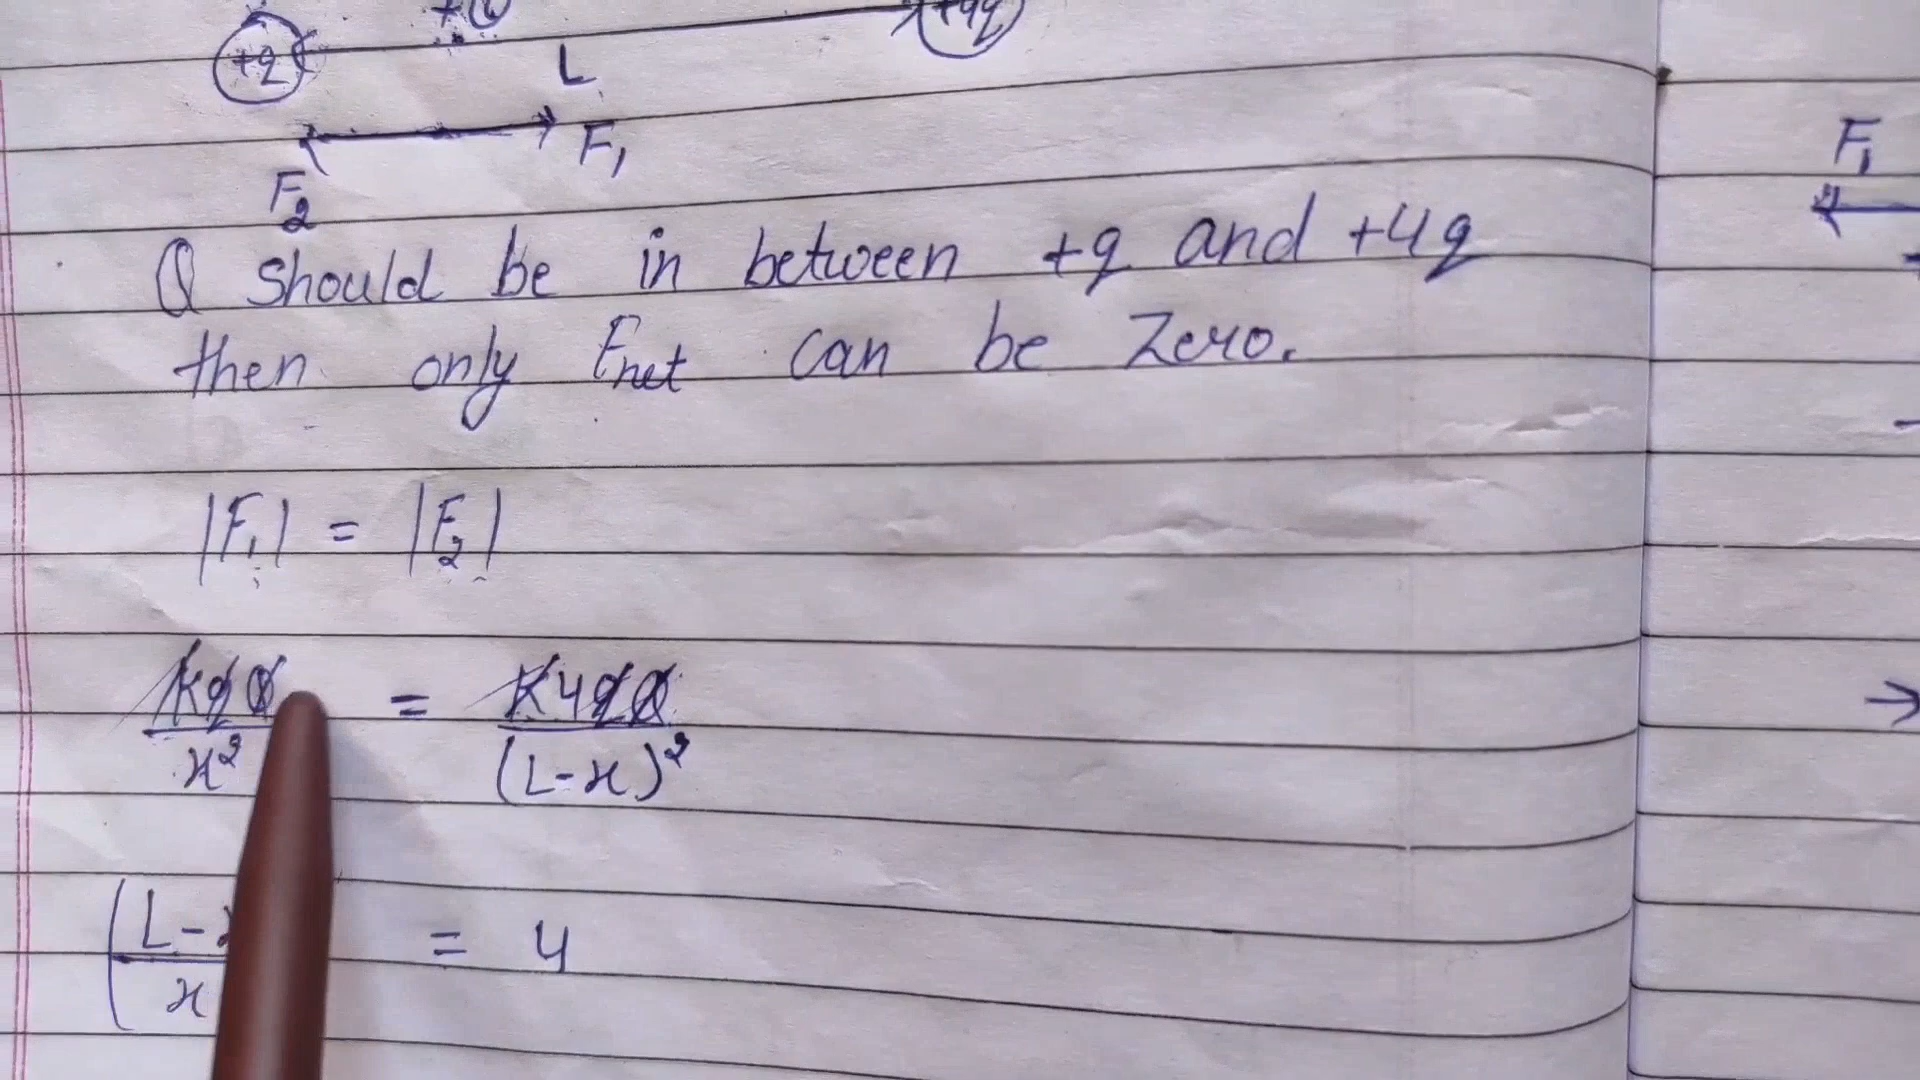 +Q
+q
+4q
L
F₁
F₂
Q should be in between +q and +4q
then only Fnet can be zero.
|F₁| = |F₂|
KqQ = K4qQ
x² (L-x)²
(L- = 4
x
F₁